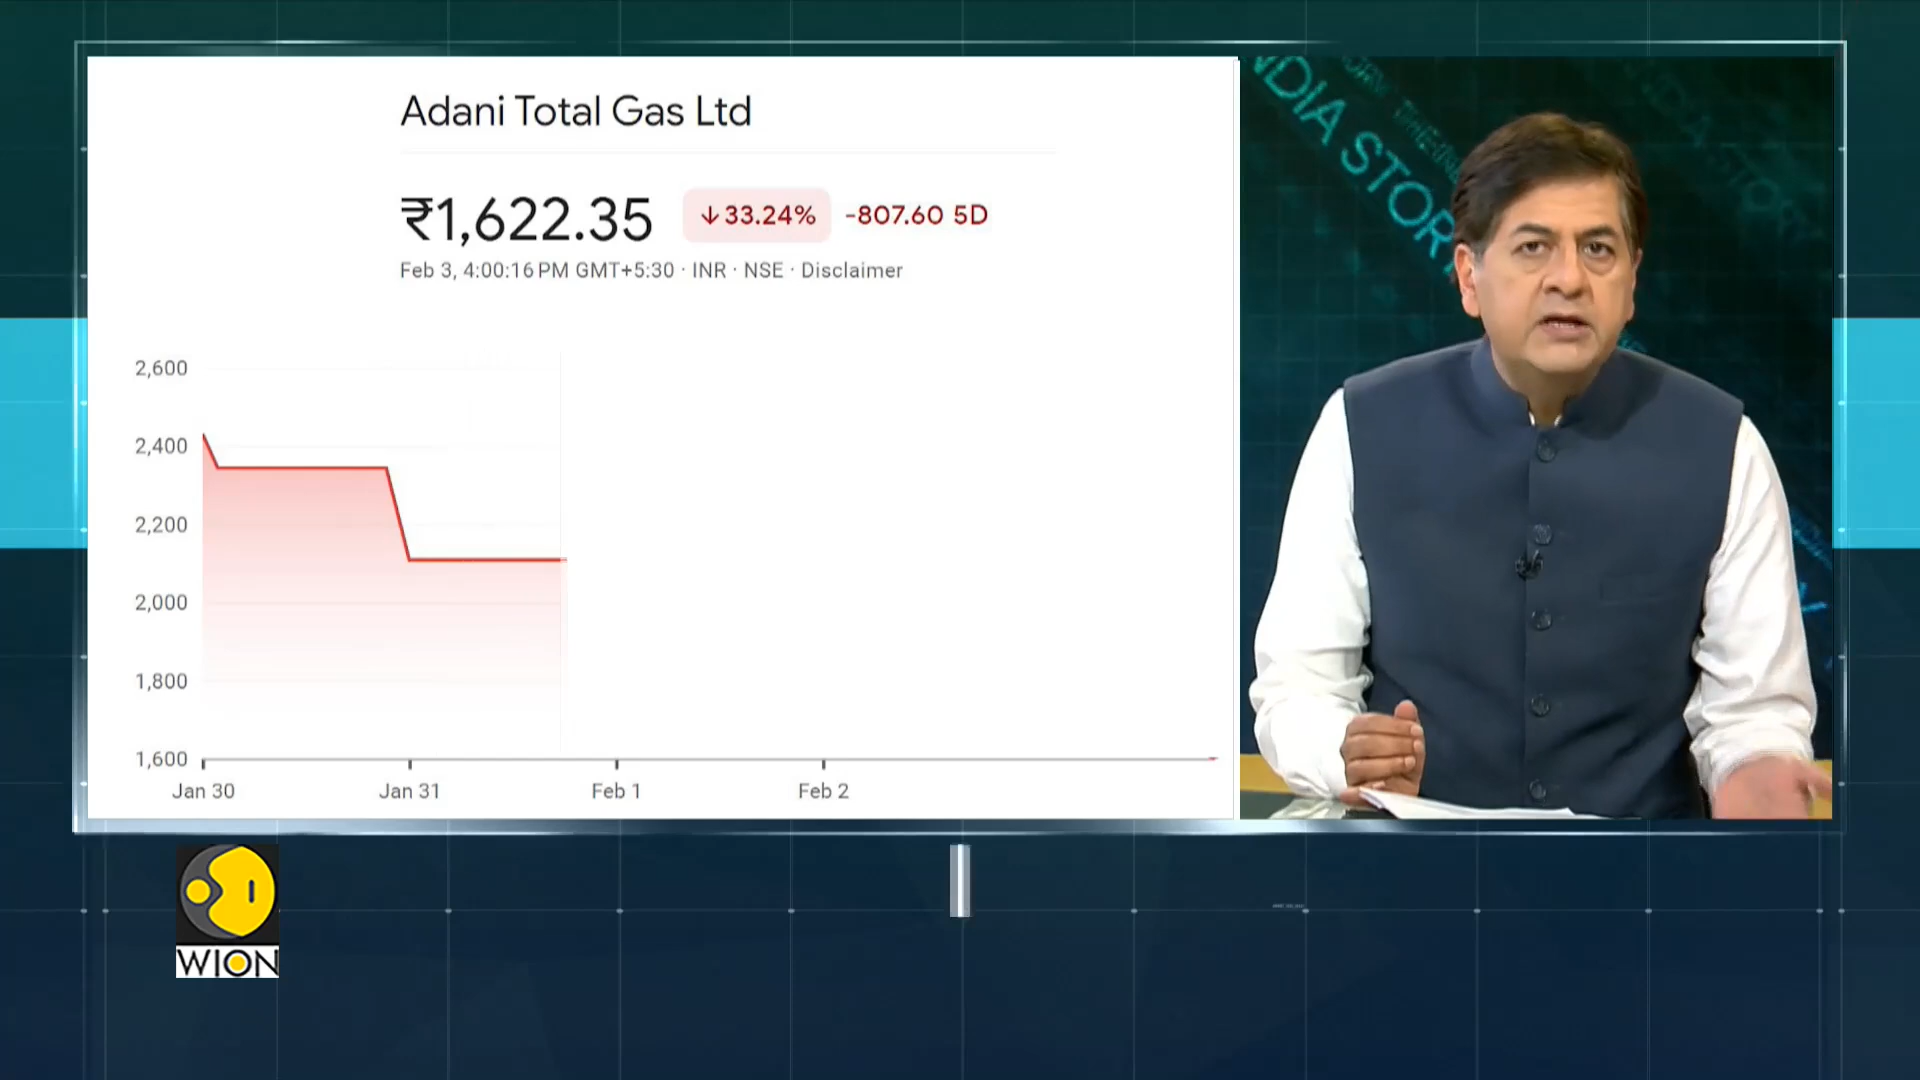 Adani Total Gas Ltd
₹1,622.35 ↓33.24% -807.60 5D
Feb 3, 4:00:16 PM GMT+5:30 · INR · NSE · Disclaimer
2,600
2,400
2,200
2,000
1,800
1,600
Jan 30 Jan 31 Feb 1 Feb 2
NDIA STORY
WION